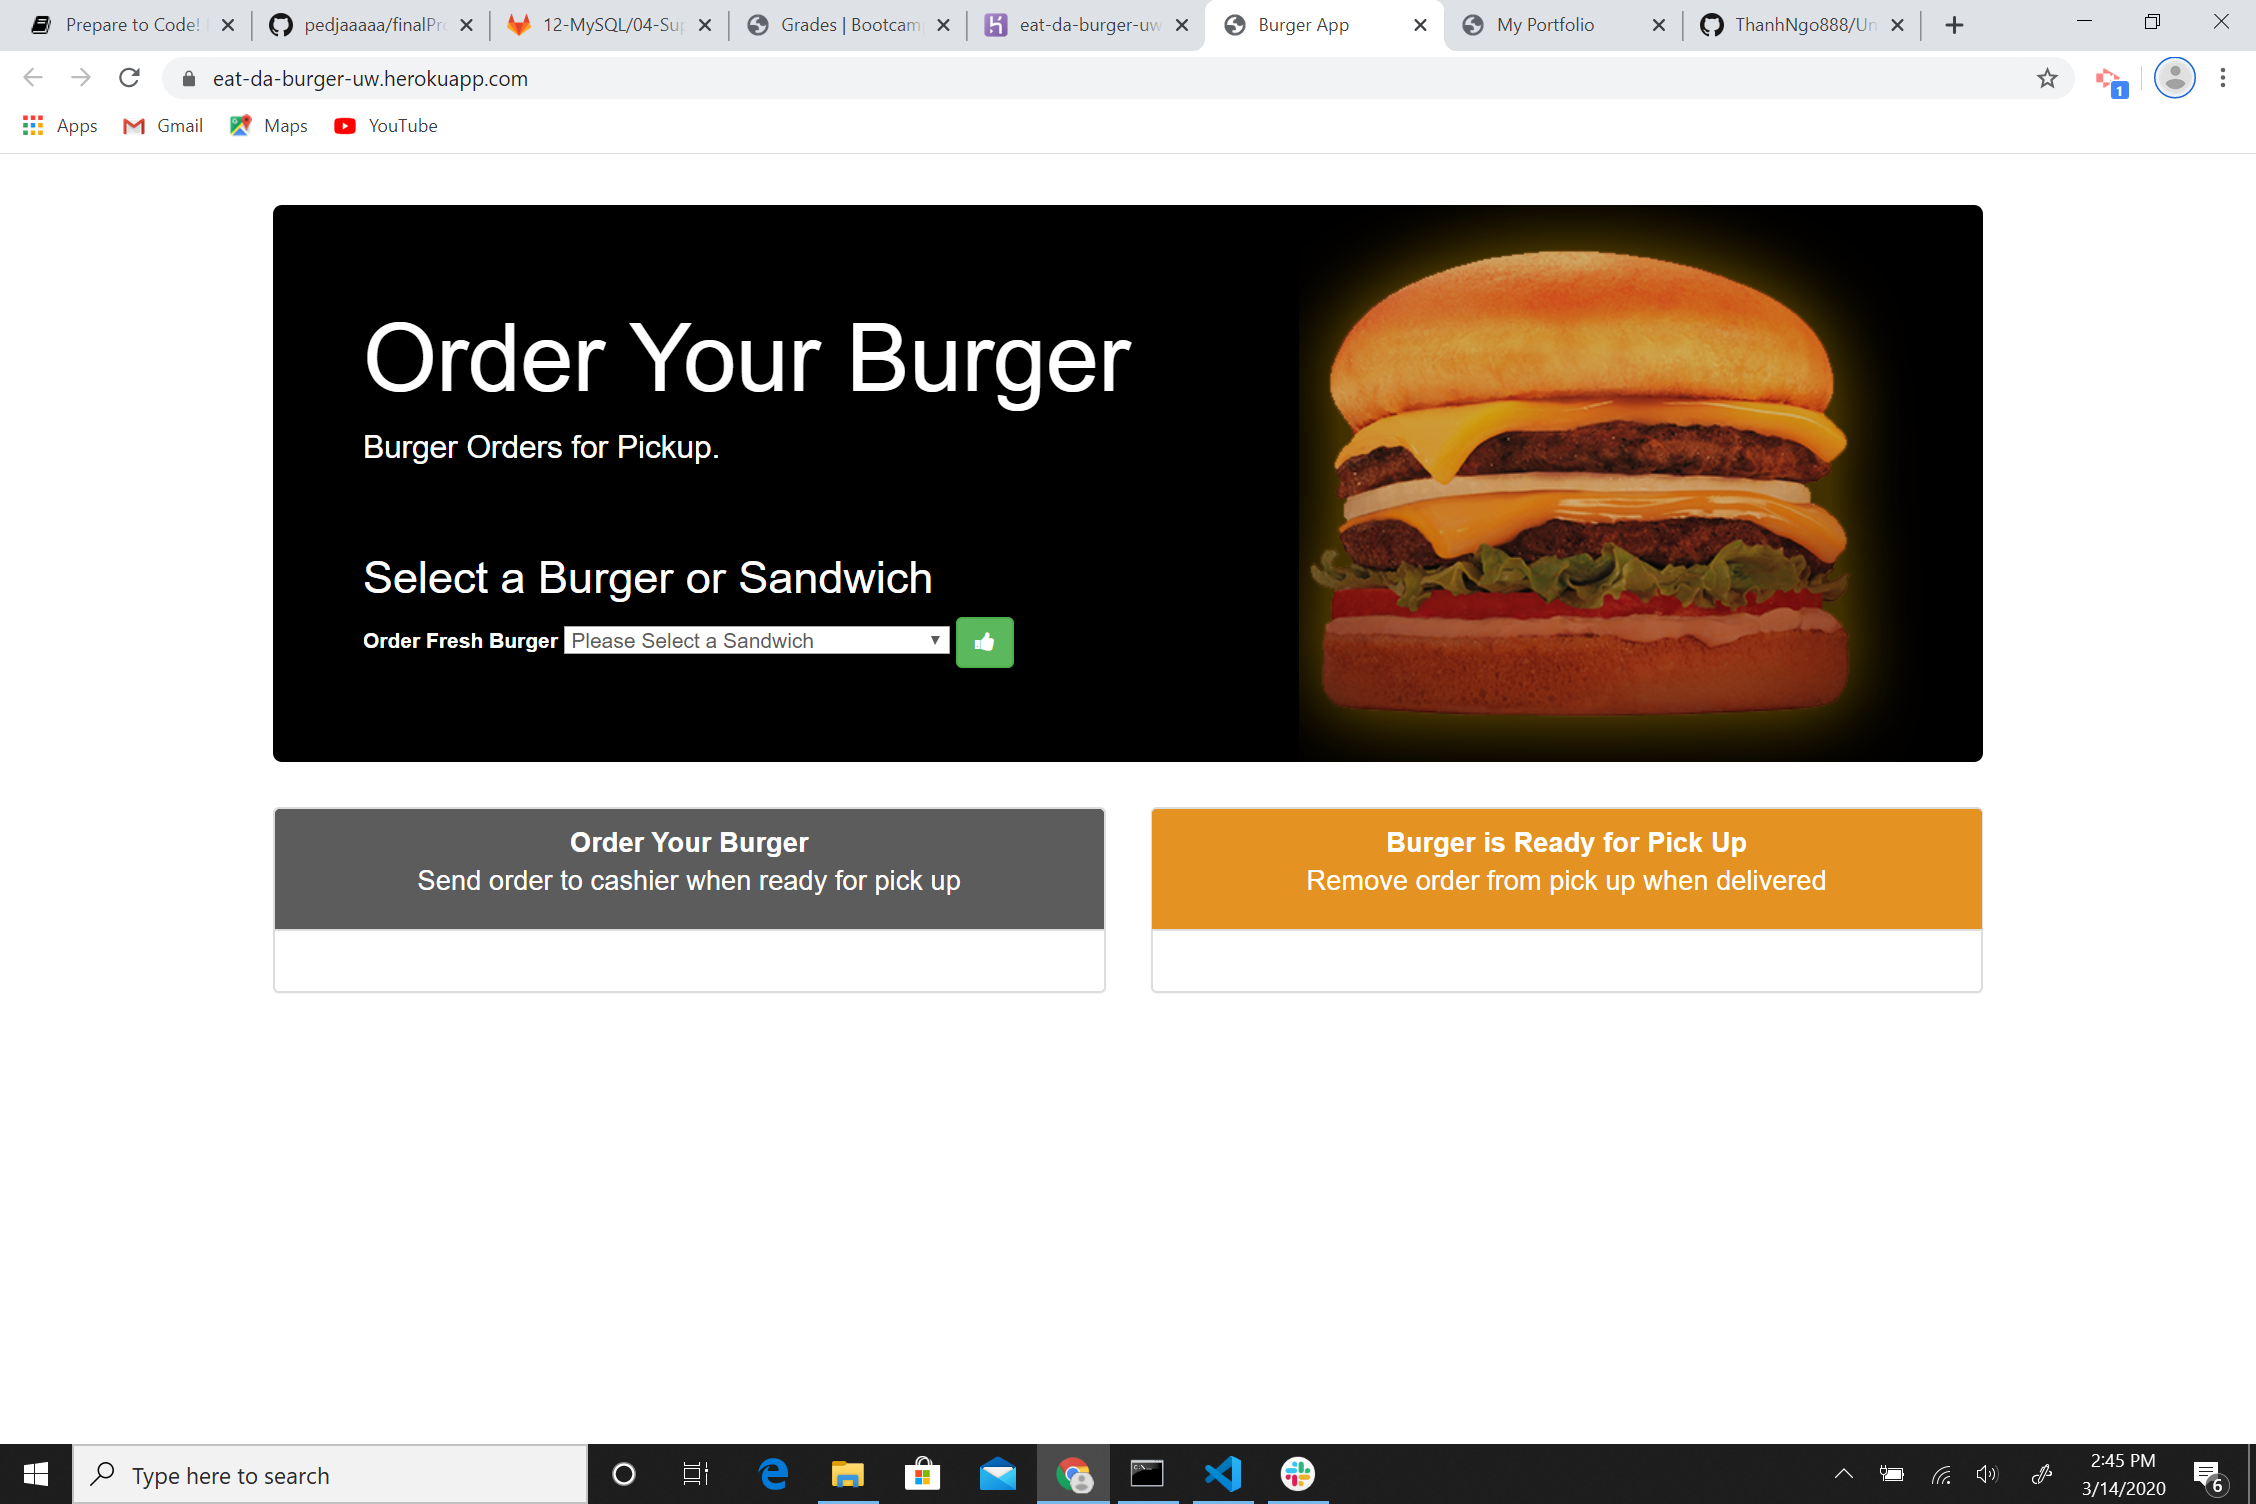 Prepare to Code!
pedjaaaaa/finalPro
12-MySQL/04-Sup
Grades | Bootcamp
eat-da-burger-uw
Burger App
My Portfolio
ThanhNgo888/Un
eat-da-burger-uw.herokuapp.com
1
Apps
Gmail
Maps
YouTube
Order Your Burger
Burger Orders for Pickup.
Select a Burger or Sandwich
Order Fresh Burger Please Select a Sandwich
Order Your Burger
Send order to cashier when ready for pick up
Burger is Ready for Pick Up
Remove order from pick up when delivered
Type here to search
2:45 PM
3/14/2020
6